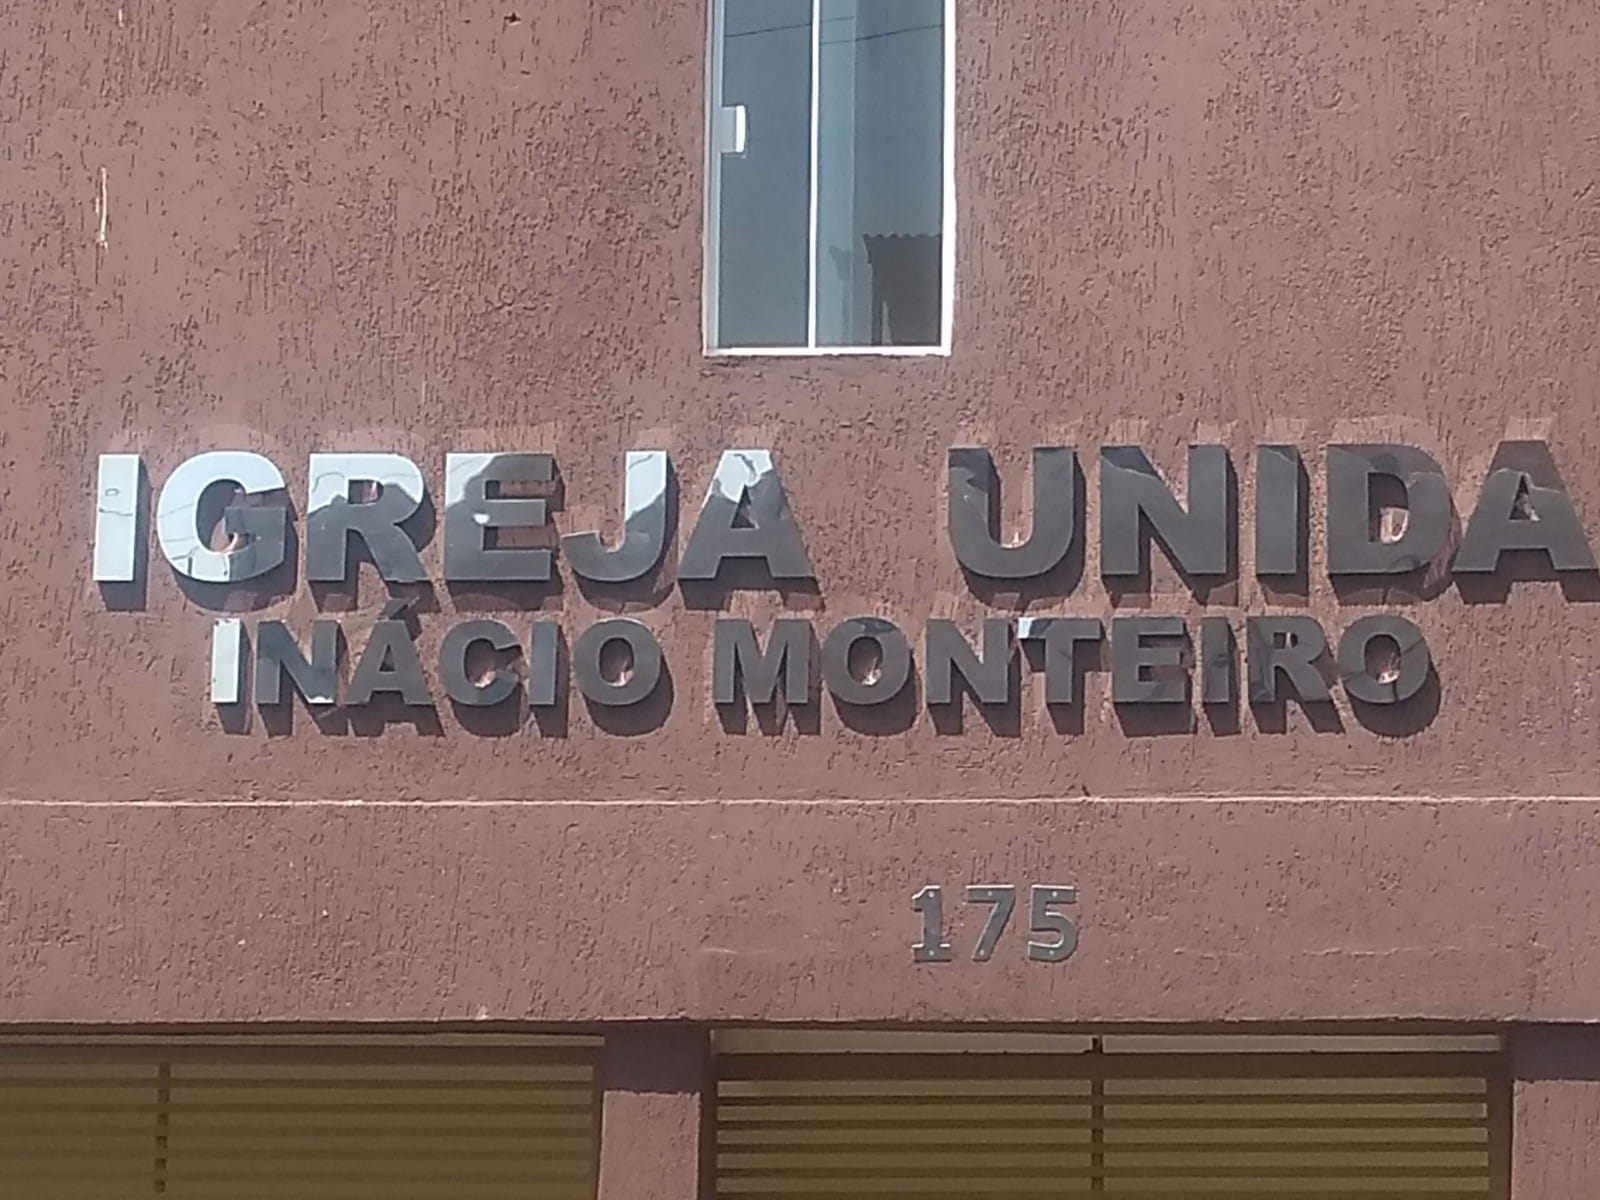 IGREJA UNIDA
INÁCIO MONTEIRO
175